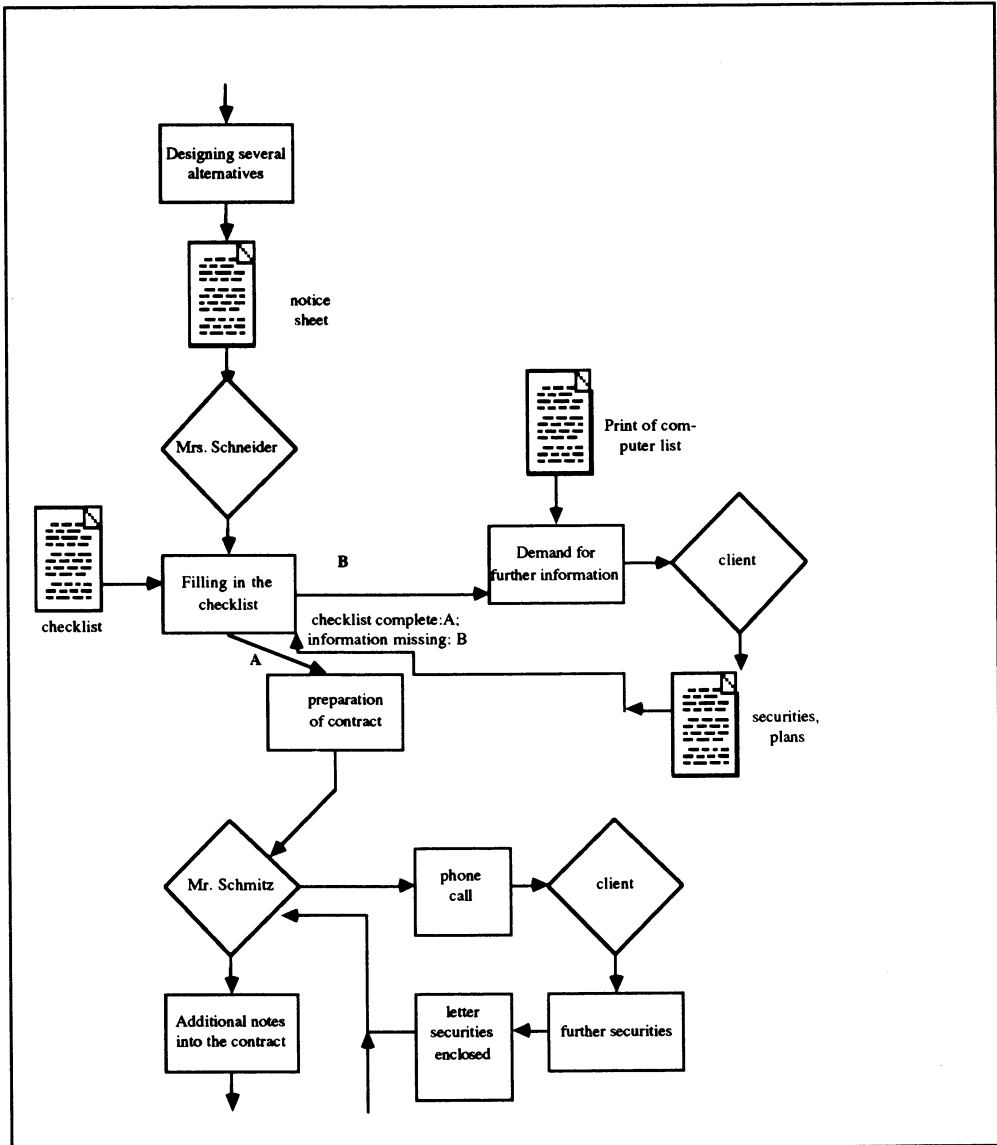 Designing several
alternatives
notice
sheet
Mrs. Schneider
Print of com-
puter list
Demand for
further information
client
B
Filling in the
checklist
checklist
checklist complete:A;
information missing: B
A
preparation
of contract
securities,
plans
Mr. Schmitz
phone
call
client
Additional notes
into the contract
letter
securities
enclosed
further securities